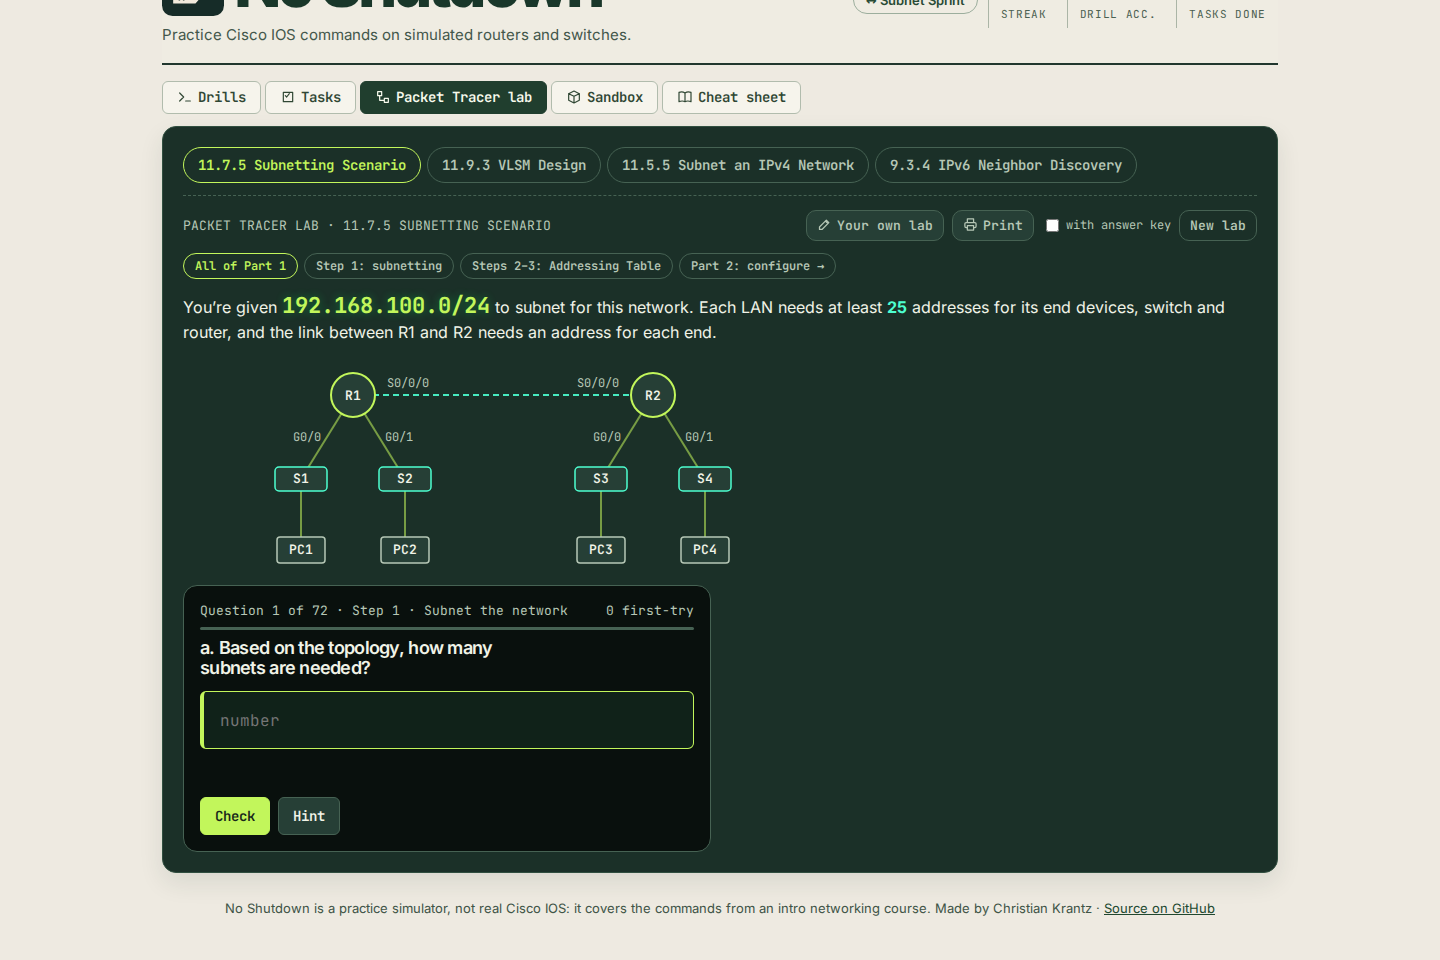 No Shutdown
Subnet Sprint
STREAK
DRILL ACC.
TASKS DONE
Practice Cisco IOS commands on simulated routers and switches.
Drills
Tasks
Packet Tracer lab
Sandbox
Cheat sheet
11.7.5 Subnetting Scenario
11.9.3 VLSM Design
11.5.5 Subnet an IPv4 Network
9.3.4 IPv6 Neighbor Discovery
PACKET TRACER LAB · 11.7.5 SUBNETTING SCENARIO
Your own lab
Print
with answer key
New lab
All of Part 1
Step 1: subnetting
Steps 2–3: Addressing Table
Part 2: configure →
You’re given 192.168.100.0/24 to subnet for this network. Each LAN needs at least 25 addresses for its end devices, switch and
router, and the link between R1 and R2 needs an address for each end.
R1
S0/0/0
S0/0/0
R2
G0/0
G0/1
G0/0
G0/1
S1
S2
S3
S4
PC1
PC2
PC3
PC4
Question 1 of 72 · Step 1 · Subnet the network
0 first-try
a. Based on the topology, how many
subnets are needed?
number
Check
Hint
No Shutdown is a practice simulator, not real Cisco IOS: it covers the commands from an intro networking course. Made by Christian Krantz · Source on GitHub